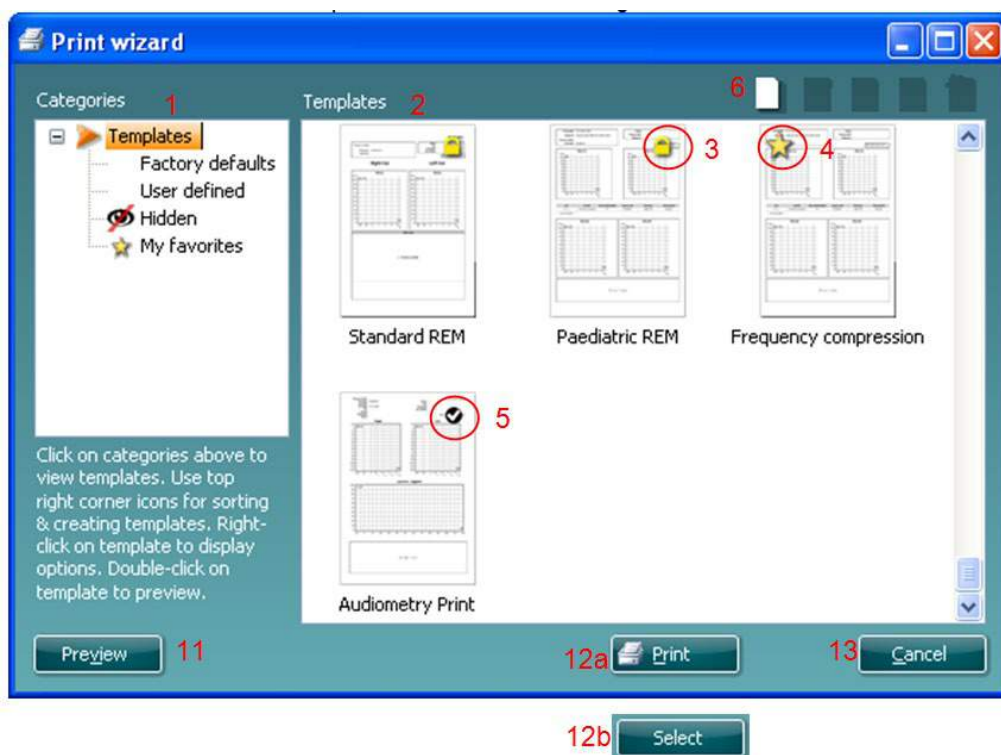 Print wizard
Categories 1
Templates 2
6
Templates
Factory defaults
User defined
Hidden
My favorites
3
4
Standard REM
Paediatric REM
Frequency compression
5
Audiometry Print
Click on categories above to
view templates. Use top
right corner icons for sorting
& creating templates. Right-
click on template to display
options. Double-click on
template to preview.
Preview 11
12a Print
13 Cancel
12b Select